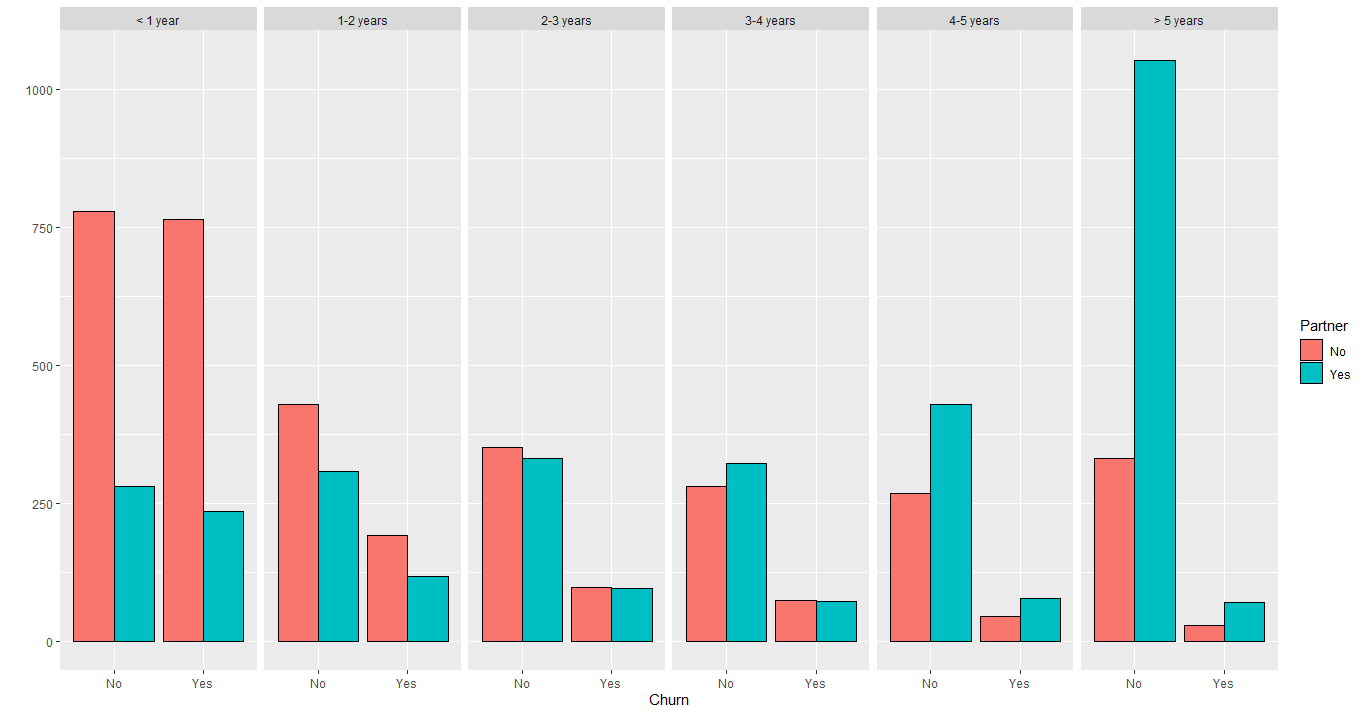 < 1 year
1-2 years
2-3 years
3-4 years
4-5 years
> 5 years
1000
750
500
250
0
Partner
No
Yes
No Yes No Yes No Yes No Yes No Yes No Yes
Churn